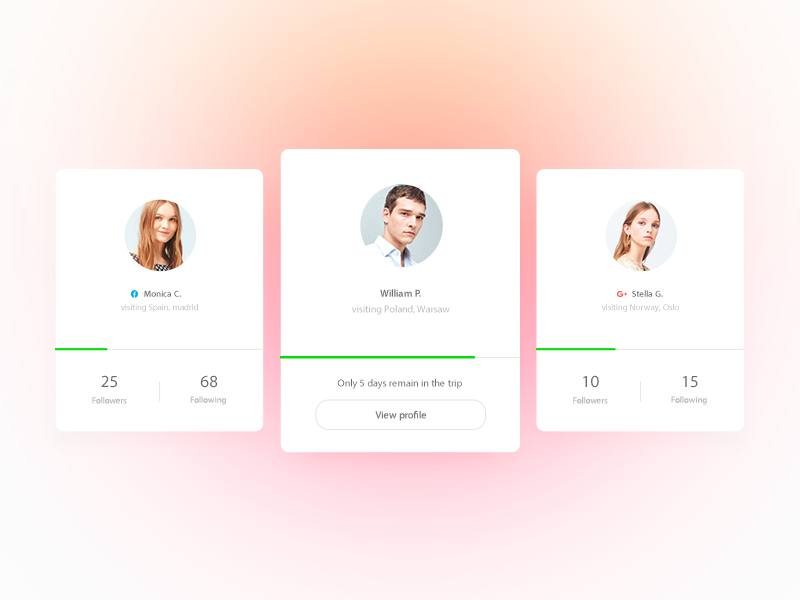 Monica C.
visiting Spain, madrid
25
Followers
68
Following
William P.
visiting Poland, Warsaw
Only 5 days remain in the trip
View profile
G+ Stella G.
visiting Norway, Oslo
10
Followers
15
Following